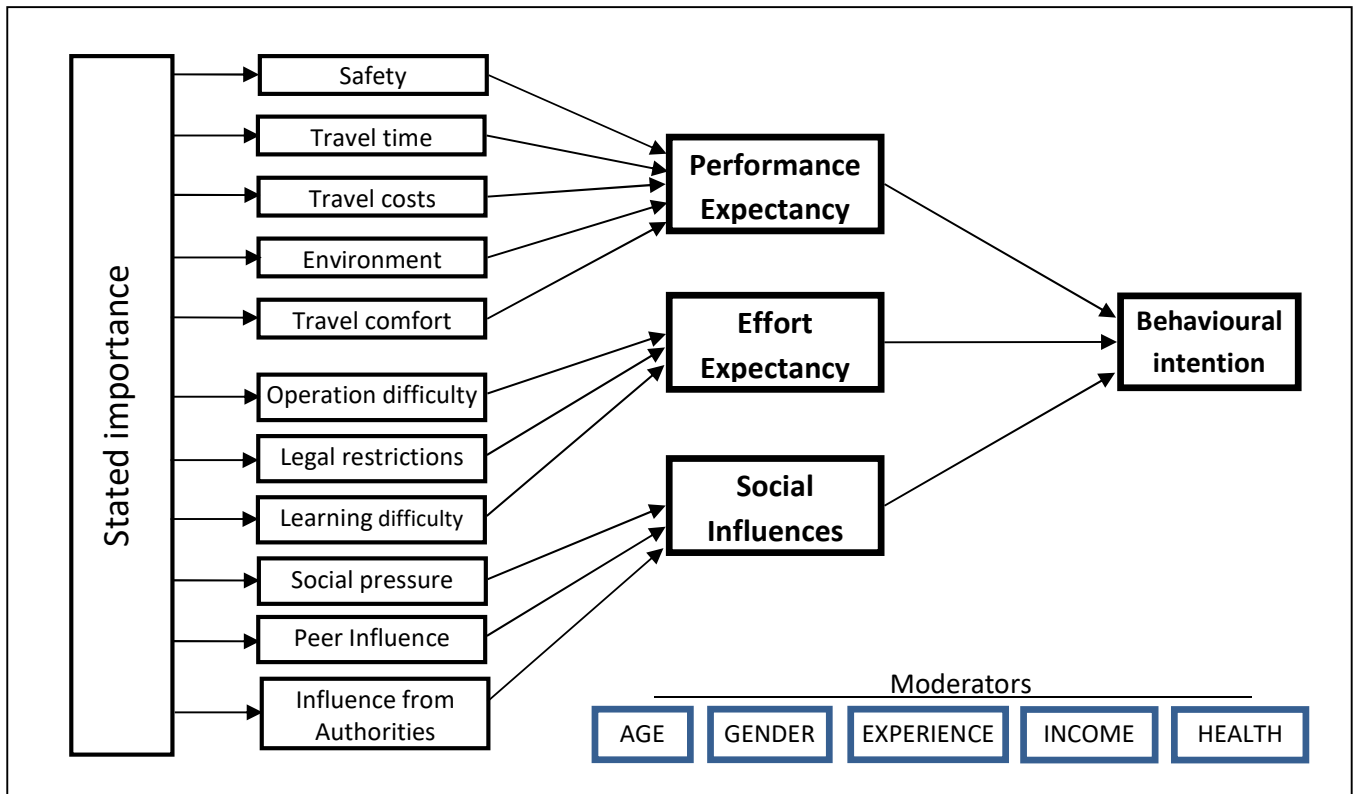 Stated importance
Safety
Travel time
Travel costs
Environment
Travel comfort
Operation difficulty
Legal restrictions
Learning difficulty
Social pressure
Peer Influence
Influence from
Authorities
Performance
Expectancy
Effort
Expectancy
Social
Influences
Behavioural
intention
Moderators
AGE
GENDER
EXPERIENCE
INCOME
HEALTH